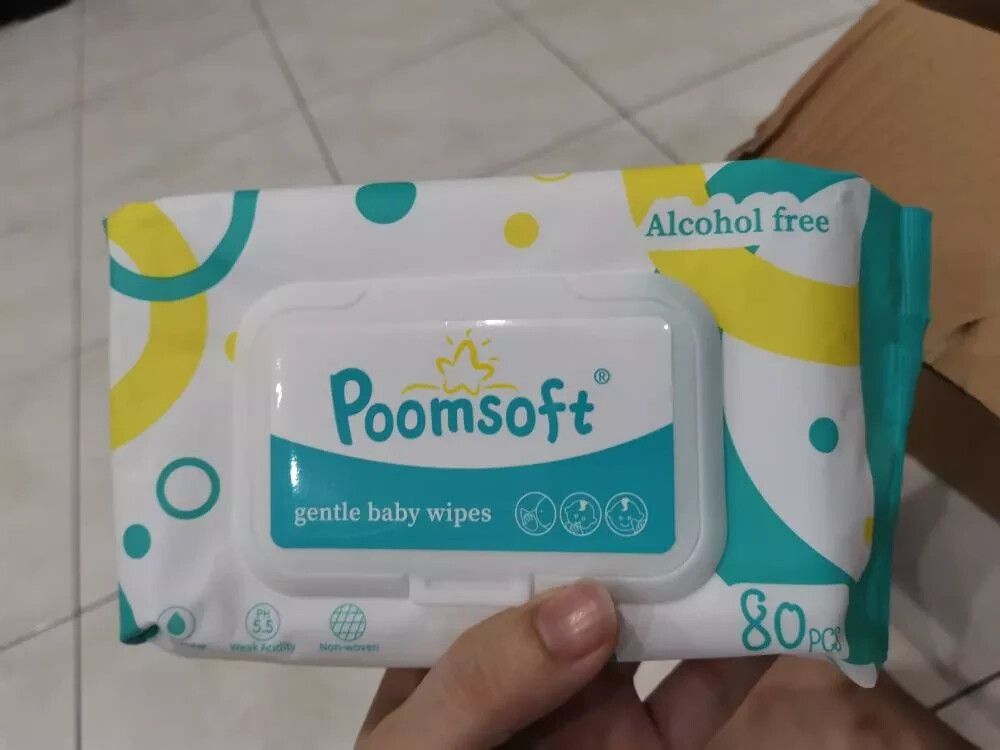 Alcohol free
Poomsoft®
gentle baby wipes
PH
5.5
Weak Acidity
Non-woven
80PCS